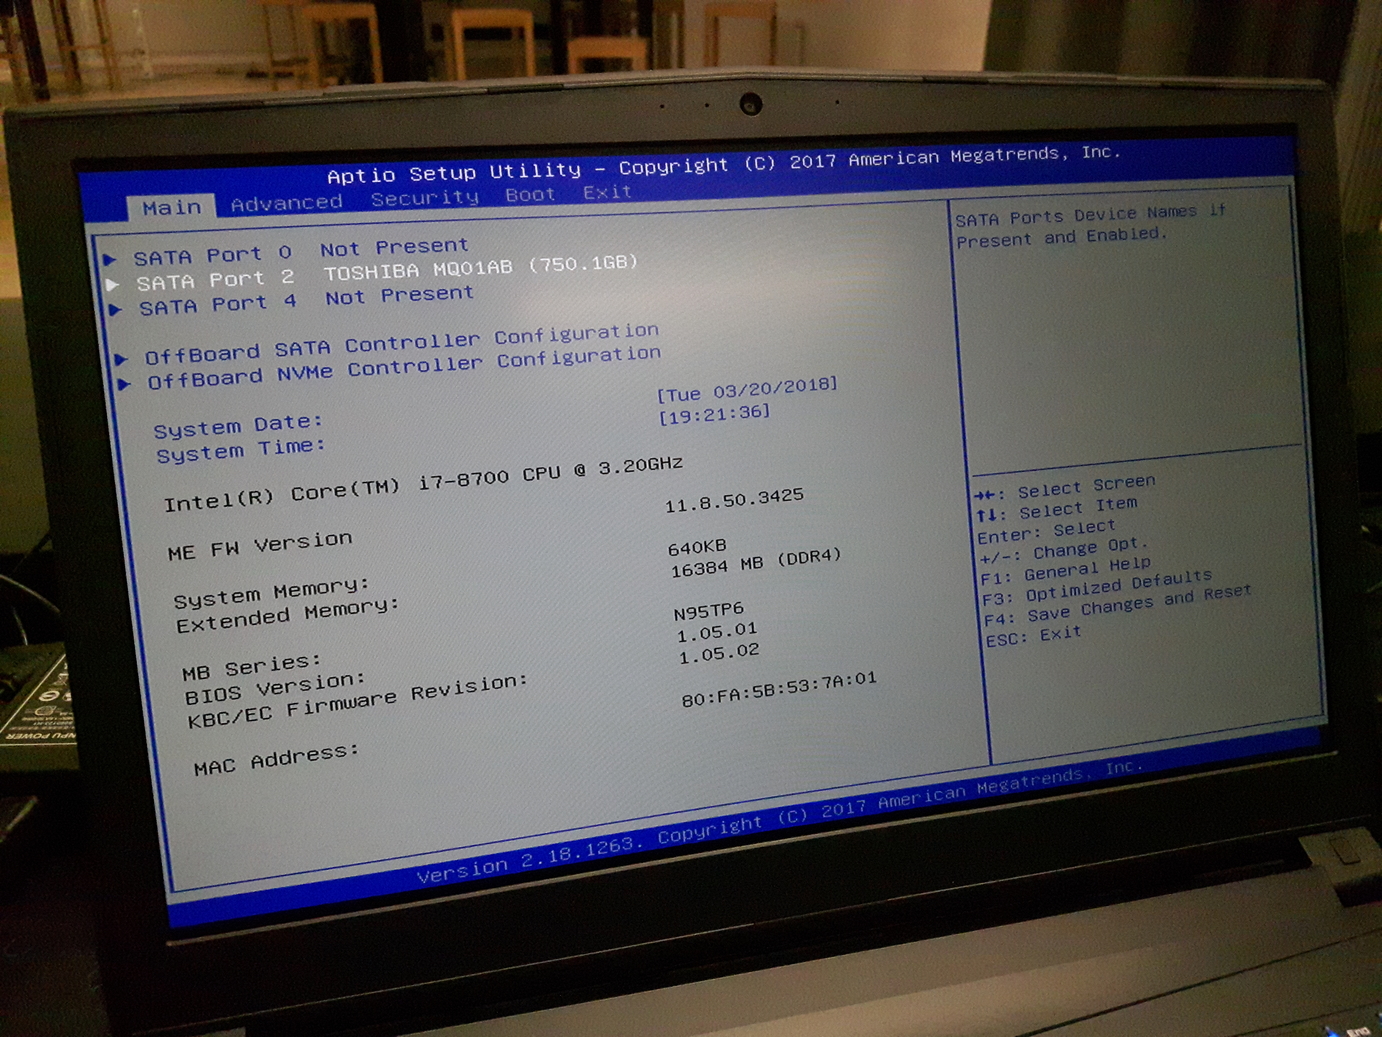 Aptio Setup Utility – Copyright (C) 2017 American Megatrends, Inc.
Main Advanced Security Boot Exit
SATA Port 0 Not Present
SATA Port 2 TOSHIBA MQ01AB (750.1GB)
SATA Port 4 Not Present
OffBoard SATA Controller Configuration
OffBoard NVMe Controller Configuration
System Date: [Tue 03/20/2018]
System Time: [19:21:36]
Intel(R) Core(TM) i7-8700 CPU @ 3.20GHz
ME FW Version 11.8.50.3425
System Memory: 640KB
Extended Memory: 16384 MB (DDR4)
MB Series: N95TP6
BIOS Version: 1.05.01
KBC/EC Firmware Revision: 1.05.02
MAC Address: 80:FA:5B:53:7A:01
SATA Ports Device Names if
Present and Enabled.
→←: Select Screen
↑↓: Select Item
Enter: Select
+/-: Change Opt.
F1: General Help
F3: Optimized Defaults
F4: Save Changes and Reset
ESC: Exit
Version 2.18.1263. Copyright (C) 2017 American Megatrends, Inc.
POWER
End